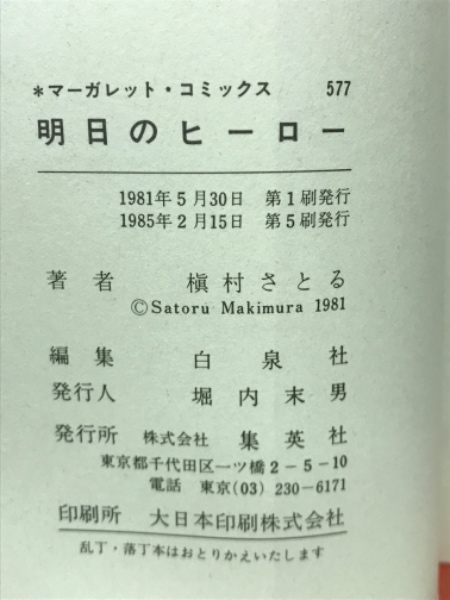 *マーガレット・コミックス 577
明日のヒーロー
1981年5月30日 第1刷発行
1985年2月15日 第5刷発行
著者 槇村さとる
©Satoru Makimura 1981
編集 白泉社
発行人 堀内末男
発行所 株式会社 集英社
東京都千代田区一ツ橋2-5-10
電話 東京(03)230-6171
印刷所 大日本印刷株式会社
乱丁・落丁本はおとりかえいたします